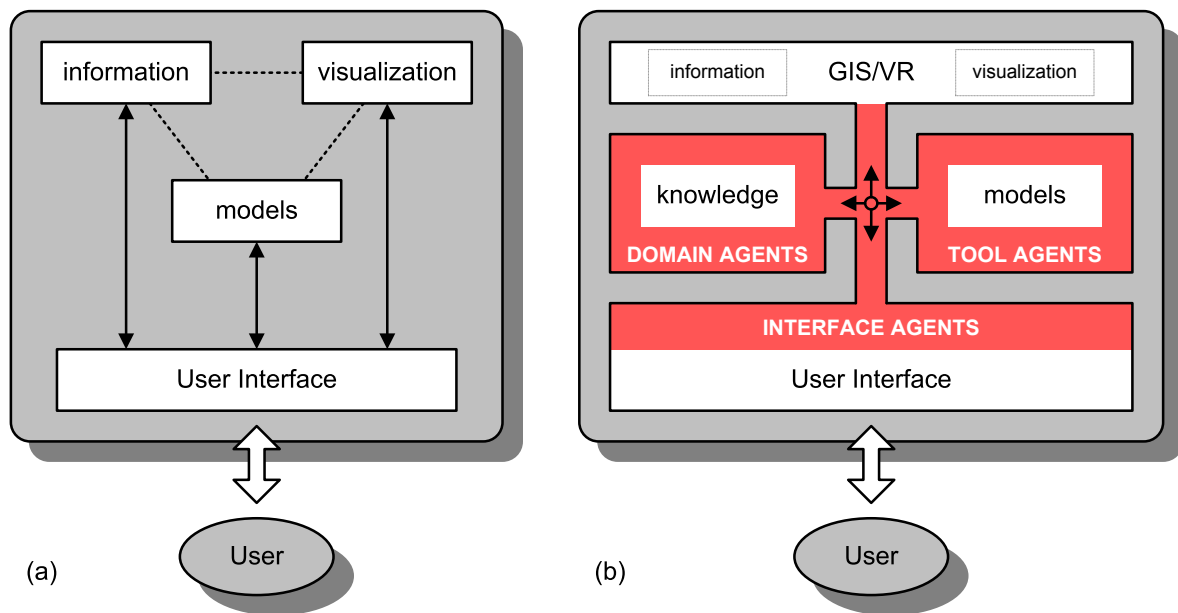 information
visualization
models
User Interface
User
(a)
information
GIS/VR
visualization
knowledge
models
DOMAIN AGENTS
TOOL AGENTS
INTERFACE AGENTS
User Interface
User
(b)